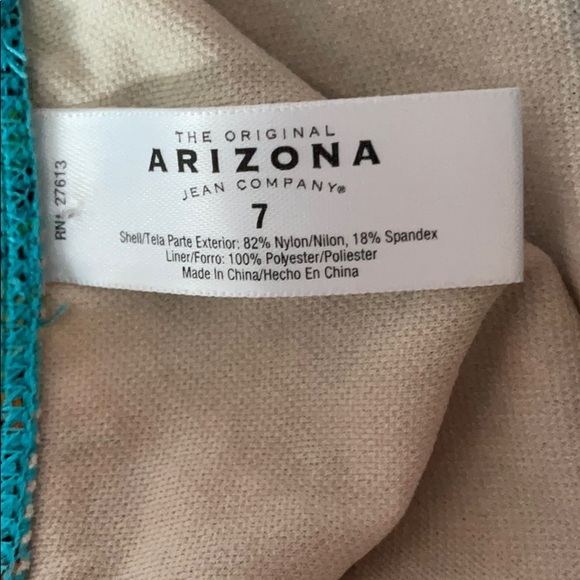 THE ORIGINAL
ARIZONA
JEAN COMPANY®
7
Shell/Tela Parte Exterior: 82% Nylon/Nilon, 18% Spandex
Liner/Forro: 100% Polyester/Poliester
Made In China/Hecho En China
RN# 27613